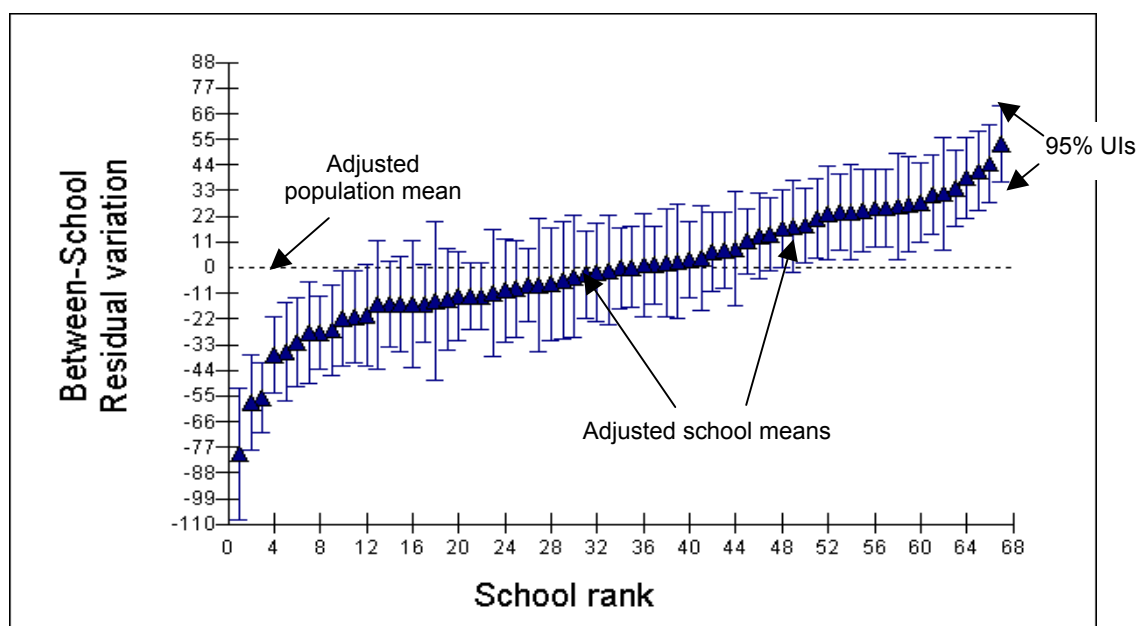 88
77
66
55
44
33
22
11
0
-11
-22
-33
-44
-55
-66
-77
-88
-99
-110
Between-School
Residual variation
Adjusted
population mean
95% UIs
Adjusted school means
0 4 8 12 16 20 24 28 32 36 40 44 48 52 56 60 64 68
School rank